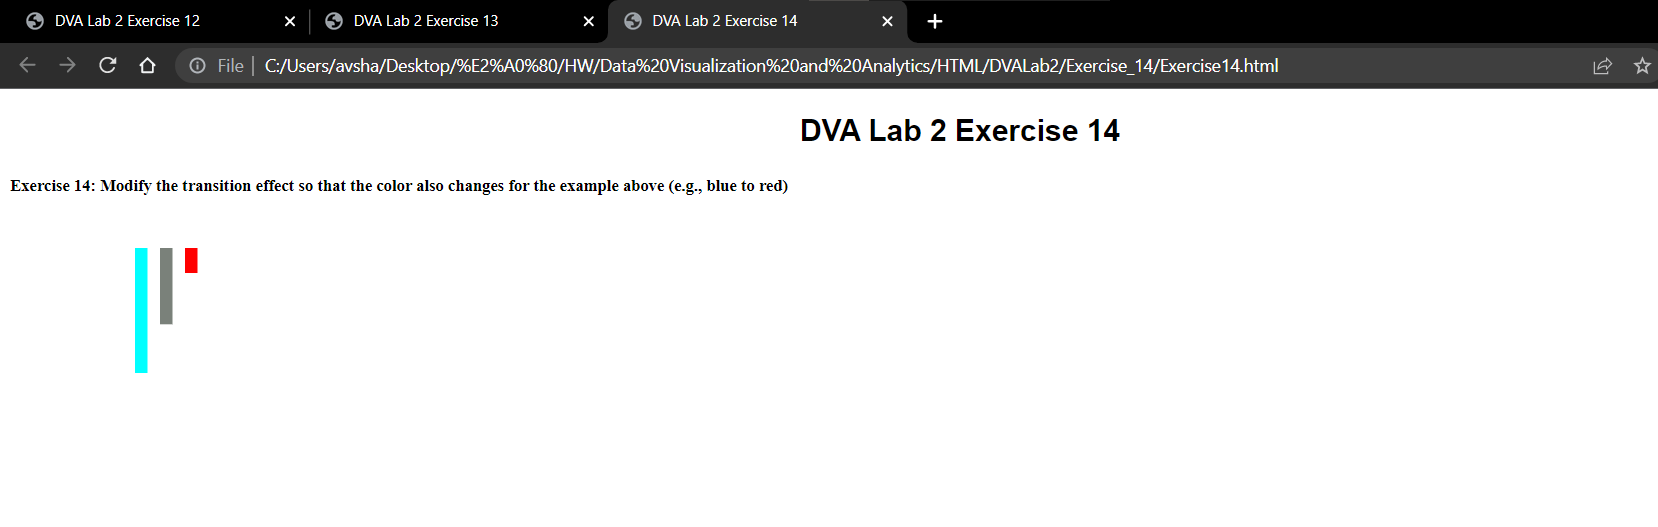 DVA Lab 2 Exercise 12
DVA Lab 2 Exercise 13
DVA Lab 2 Exercise 14
File
C:/Users/avsha/Desktop/%E2%A0%80/HW/Data%20Visualization%20and%20Analytics/HTML/DVALab2/Exercise_14/Exercise14.html
DVA Lab 2 Exercise 14
Exercise 14: Modify the transition effect so that the color also changes for the example above (e.g., blue to red)